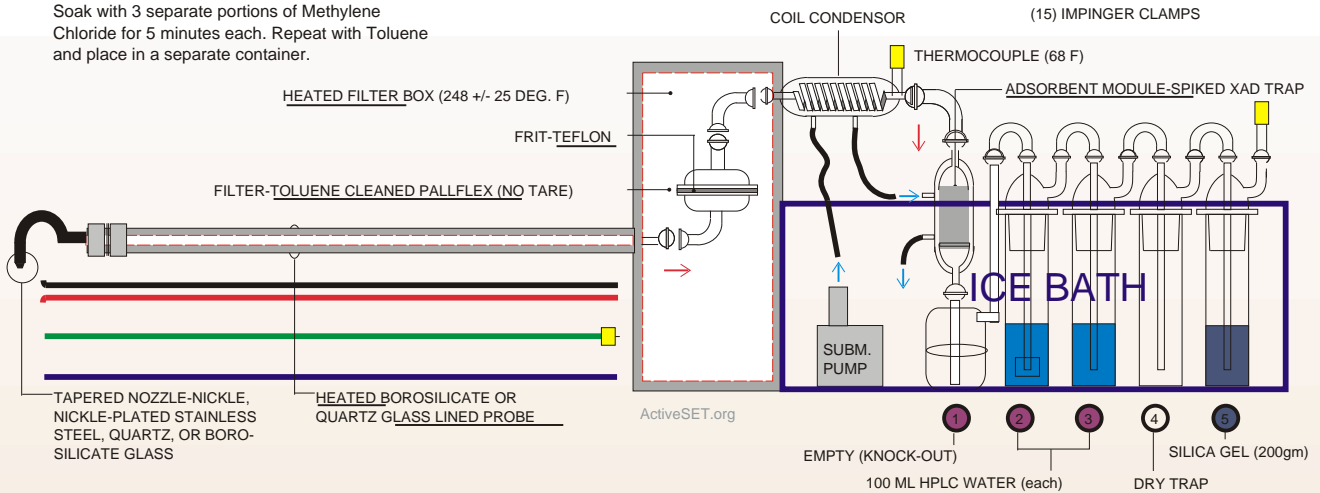 Soak with 3 separate portions of Methylene
Chloride for 5 minutes each. Repeat with Toluene
and place in a separate container.
COIL CONDENSOR
(15) IMPINGER CLAMPS
THERMOCOUPLE (68 F)
HEATED FILTER BOX (248 +/- 25 DEG. F)
ADSORBENT MODULE-SPIKED XAD TRAP
FRIT-TEFLON
FILTER-TOLUENE CLEANED PALLFLEX (NO TARE)
ICE BATH
SUBM.
PUMP
TAPERED NOZZLE-NICKLE,
NICKLE-PLATED STAINLESS
STEEL, QUARTZ, OR BORO-
SILICATE GLASS
HEATED BOROSILICATE OR
QUARTZ GLASS LINED PROBE
ActiveSET.org
1
2
3
4
5
EMPTY (KNOCK-OUT)
SILICA GEL (200gm)
100 ML HPLC WATER (each)
DRY TRAP